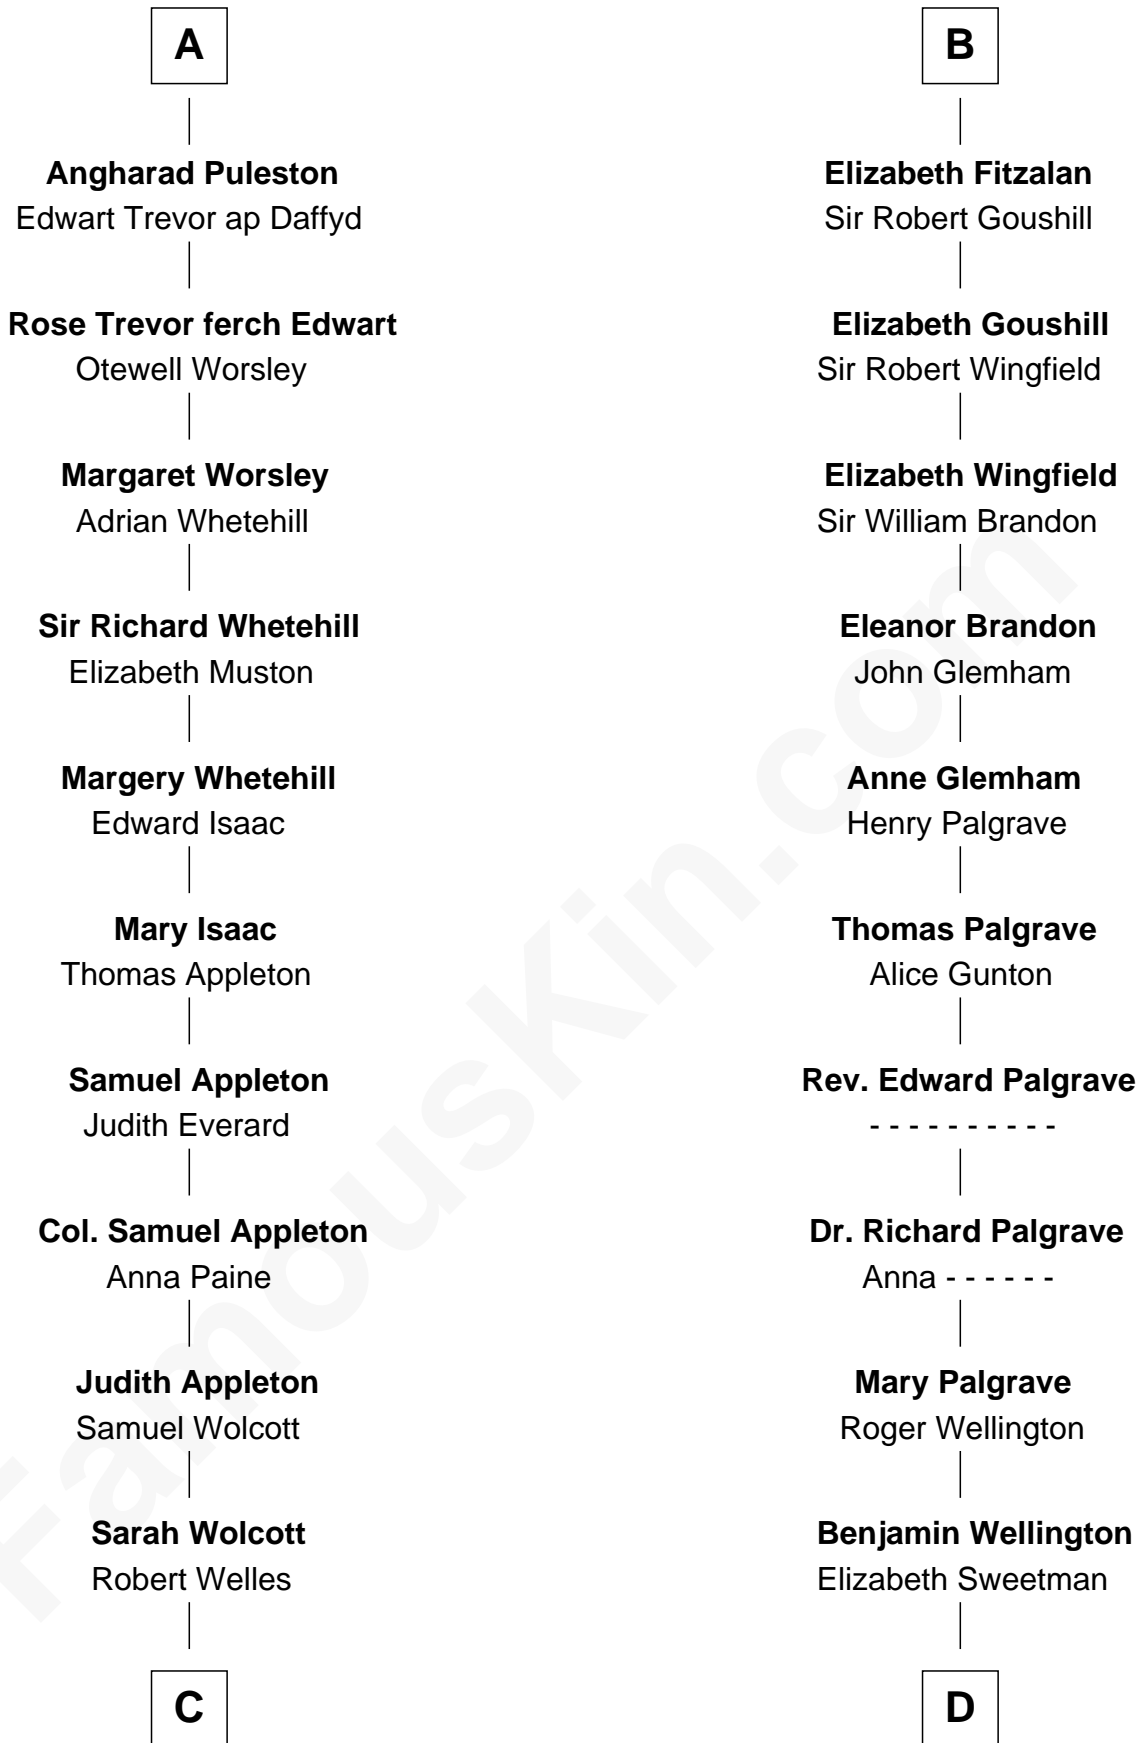 A
Angharad Puleston
Edwart Trevor ap Daffyd
Rose Trevor ferch Edwart
Otewell Worsley
Margaret Worsley
Adrian Whetehill
Sir Richard Whetehill
Elizabeth Muston
Margery Whetehill
Edward Isaac
Mary Isaac
Thomas Appleton
Samuel Appleton
Judith Everard
Col. Samuel Appleton
Anna Paine
Judith Appleton
Samuel Wolcott
Sarah Wolcott
Robert Welles
C
B
Elizabeth Fitzalan
Sir Robert Goushill
Elizabeth Goushill
Sir Robert Wingfield
Elizabeth Wingfield
Sir William Brandon
Eleanor Brandon
John Glemham
Anne Glemham
Henry Palgrave
Thomas Palgrave
Alice Gunton
Rev. Edward Palgrave
- - - - - - - - - -
Dr. Richard Palgrave
Anna - - - - - -
Mary Palgrave
Roger Wellington
Benjamin Wellington
Elizabeth Sweetman
D
FamousKin.com